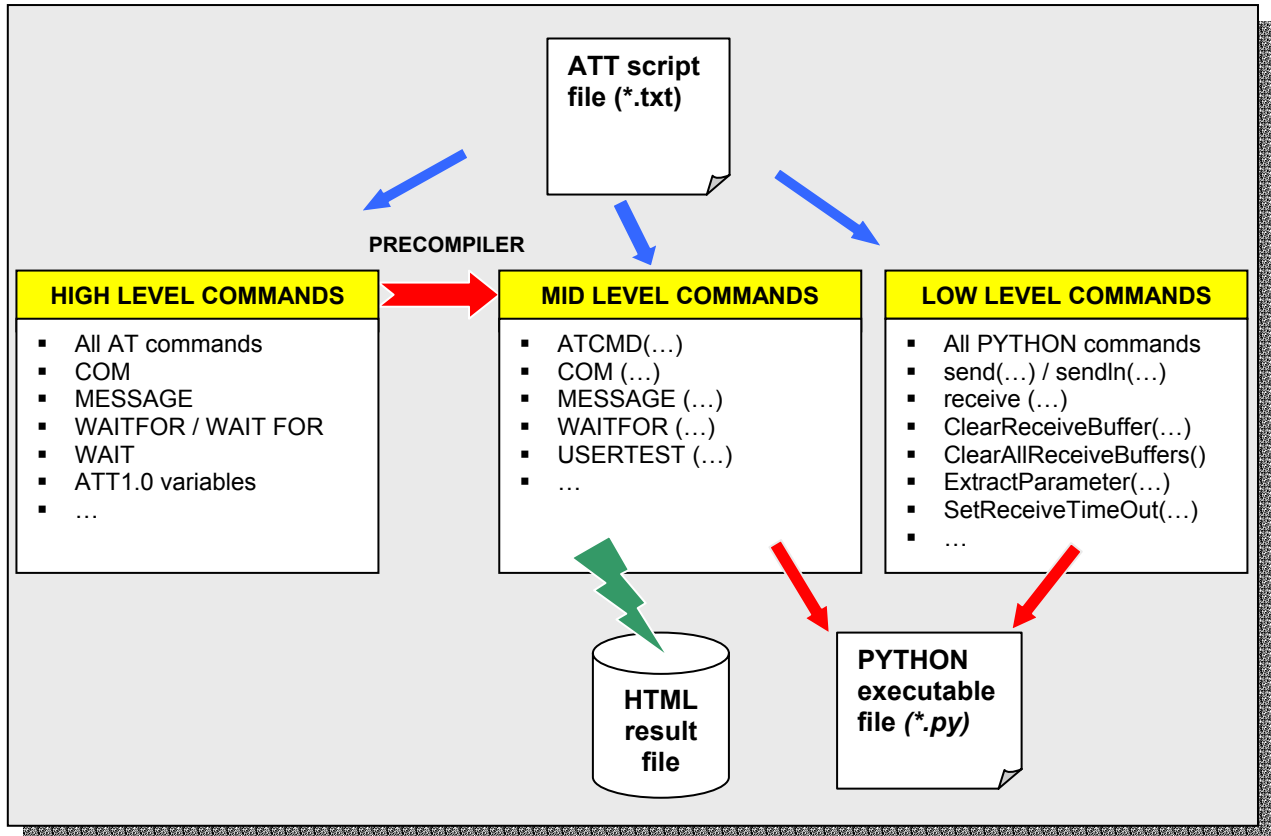 ATT script
file (*.txt)
PRECOMPILER
HIGH LEVEL COMMANDS
▪ All AT commands
▪ COM
▪ MESSAGE
▪ WAITFOR / WAIT FOR
▪ WAIT
▪ ATT1.0 variables
▪ …
MID LEVEL COMMANDS
▪ ATCMD(…)
▪ COM (…)
▪ MESSAGE (…)
▪ WAITFOR (…)
▪ USERTEST (…)
▪ …
LOW LEVEL COMMANDS
▪ All PYTHON commands
▪ send(…) / sendln(…)
▪ receive (…)
▪ ClearReceiveBuffer(…)
▪ ClearAllReceiveBuffers()
▪ ExtractParameter(…)
▪ SetReceiveTimeOut(…)
▪ …
HTML
result
file
PYTHON
executable
file (*.py)